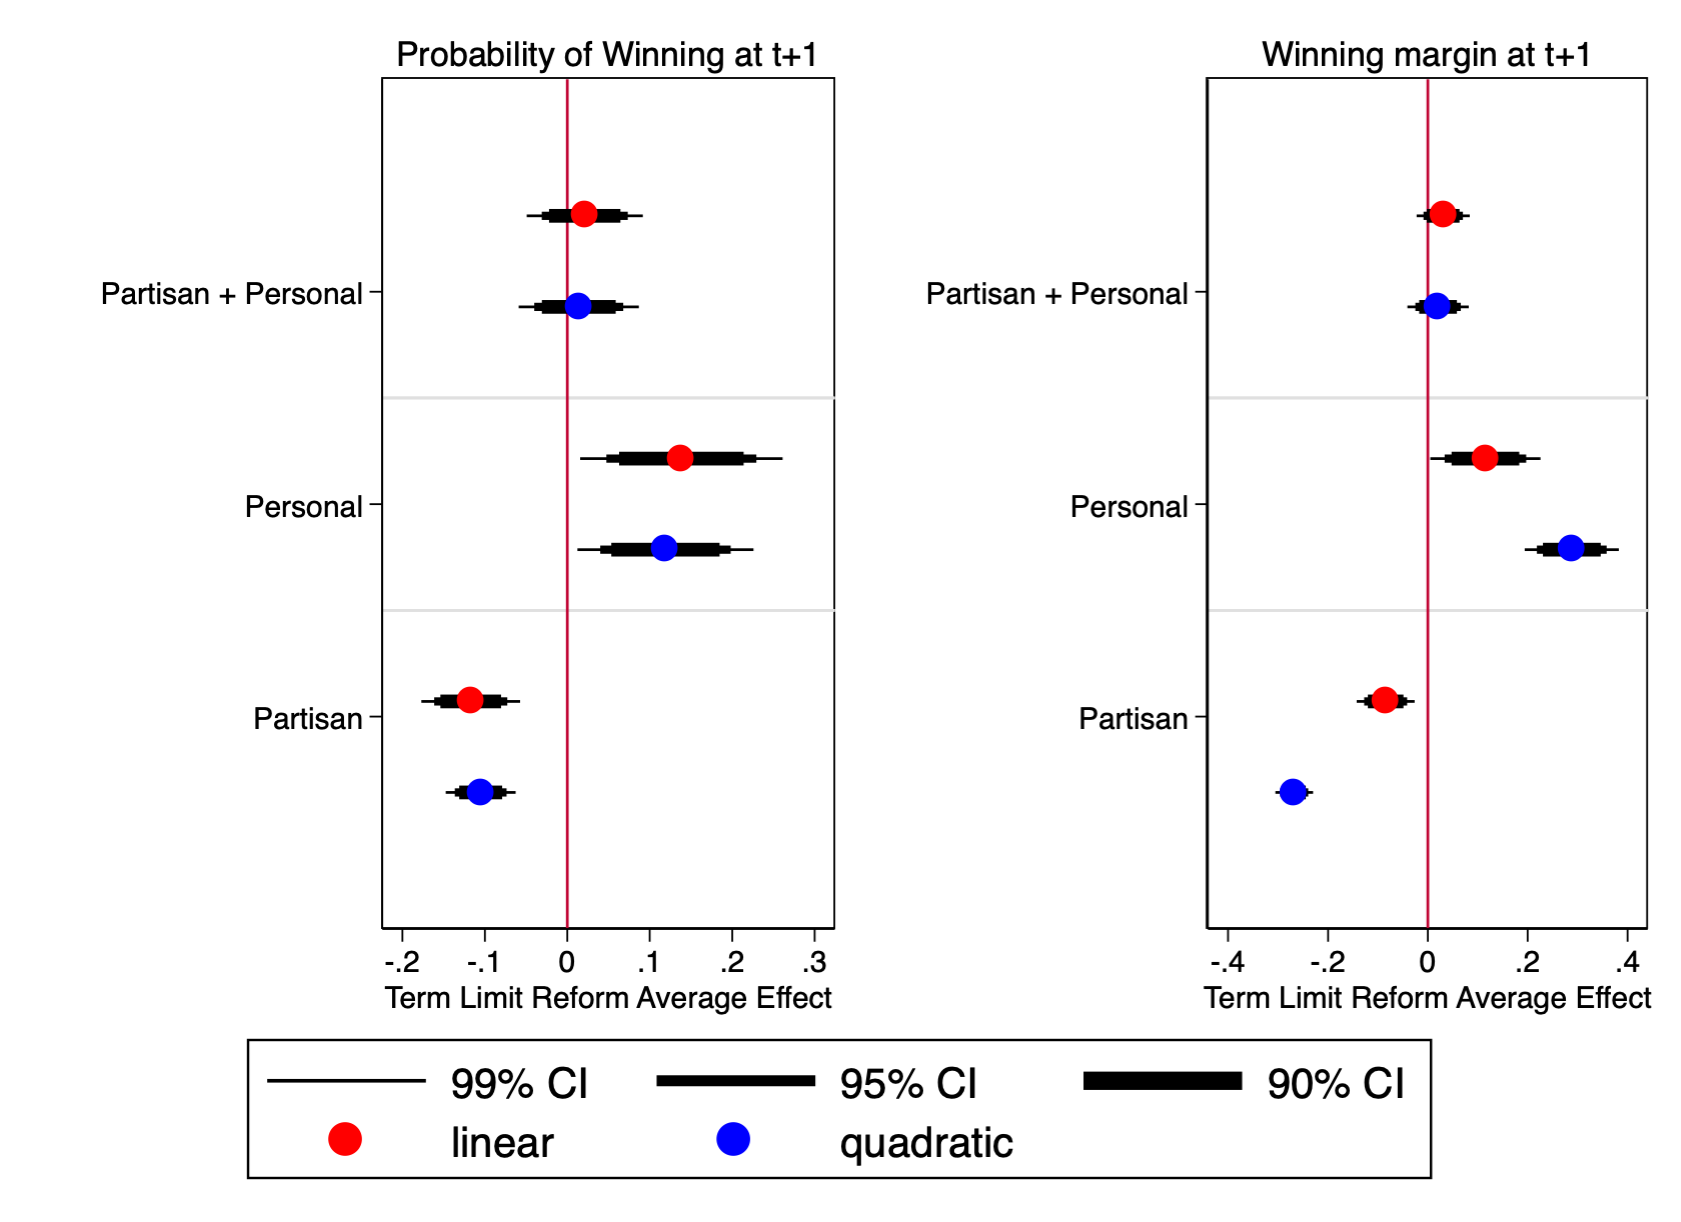 Probability of Winning at t+1
Partisan + Personal
Personal
Partisan
-.2 -.1 0 .1 .2 .3
Term Limit Reform Average Effect
Winning margin at t+1
Partisan + Personal
Personal
Partisan
-.4 -.2 0 .2 .4
Term Limit Reform Average Effect
99% CI 95% CI 90% CI
linear quadratic